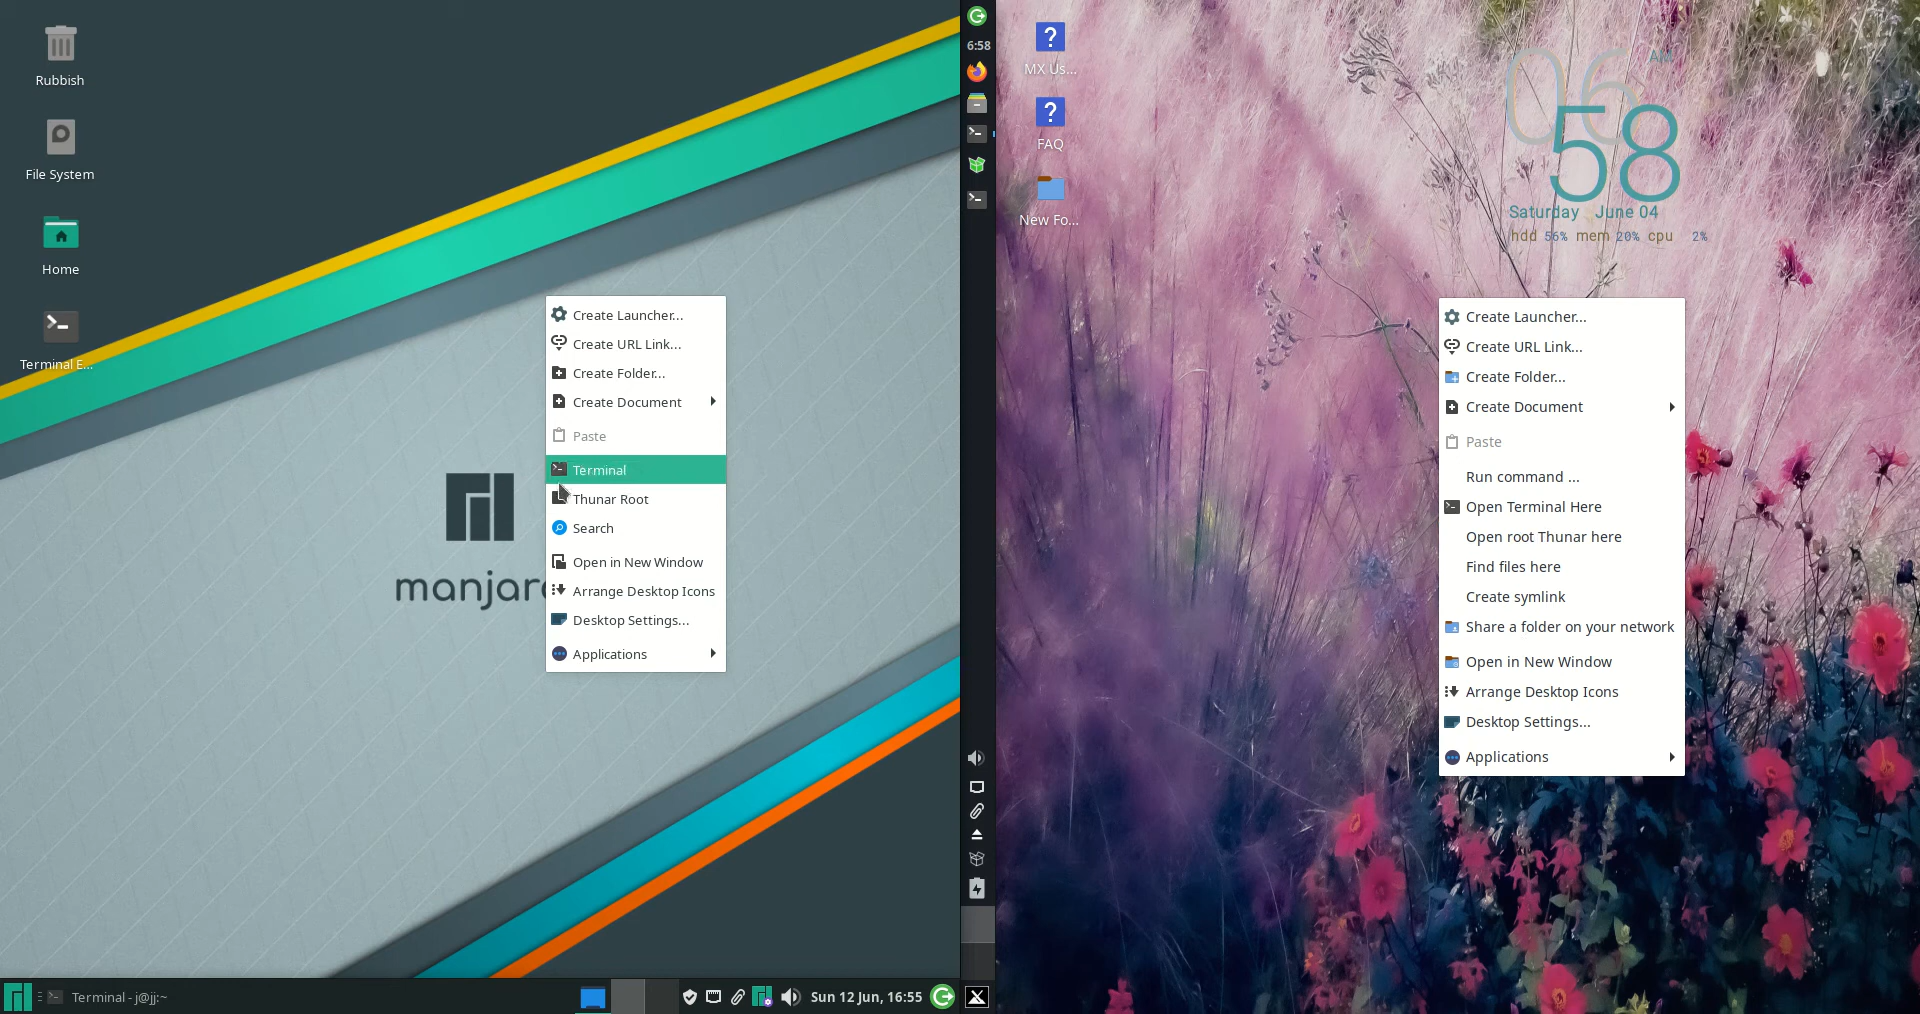 Rubbish
File System
Home
Terminal E...
manjaro
Create Launcher...
Create URL Link...
Create Folder...
Create Document
Paste
Terminal
Thunar Root
Search
Open in New Window
Arrange Desktop Icons
Desktop Settings...
Applications
Terminal - j@jj:~
Sun 12 Jun, 16:55
6:58
MX Us...
FAQ
New Fo...
06 AM
58
Saturday June 04
hdd 56% mem 20% cpu 2%
Create Launcher...
Create URL Link...
Create Folder...
Create Document
Paste
Run command ...
Open Terminal Here
Open root Thunar here
Find files here
Create symlink
Share a folder on your network
Open in New Window
Arrange Desktop Icons
Desktop Settings...
Applications